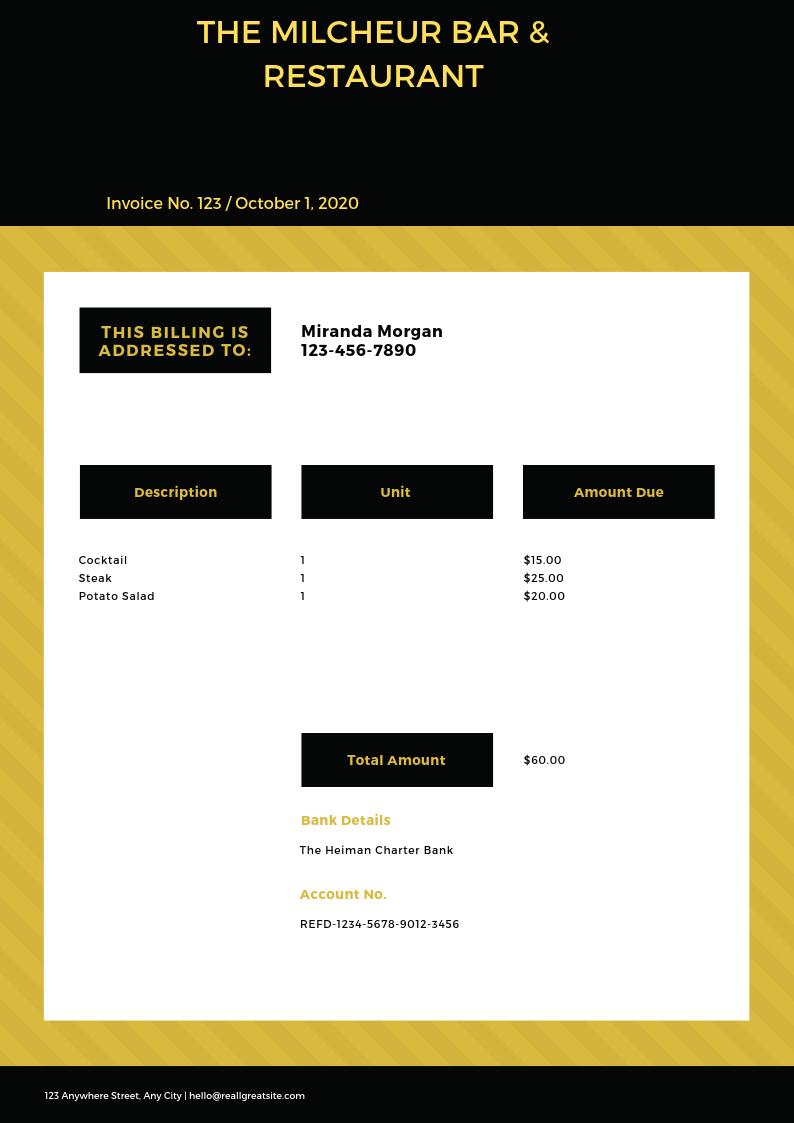 THE MILCHEUR BAR &
RESTAURANT
Invoice No. 123 / October 1, 2020
THIS BILLING IS
ADDRESSED TO:
Miranda Morgan
123-456-7890
Description Unit Amount Due
Cocktail 1 $15.00
Steak 1 $25.00
Potato Salad 1 $20.00
Total Amount $60.00
Bank Details
The Heiman Charter Bank
Account No.
REFD-1234-5678-9012-3456
123 Anywhere Street, Any City | hello@reallgreatsite.com